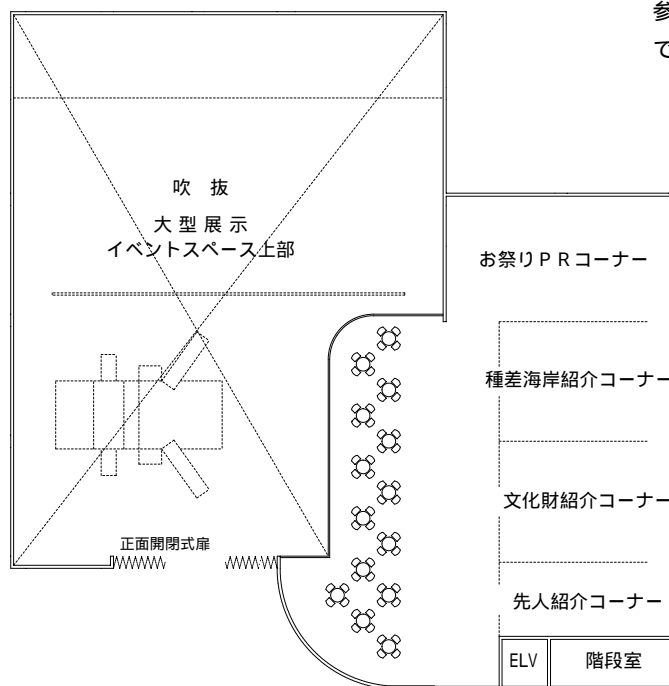 参
で
吹 抜
大型展示
イベントスペース上部
お祭りＰＲコーナー
種差海岸紹介コーナー
文化財紹介コーナー
正面開閉式扉
先人紹介コーナー
ELV
階段室